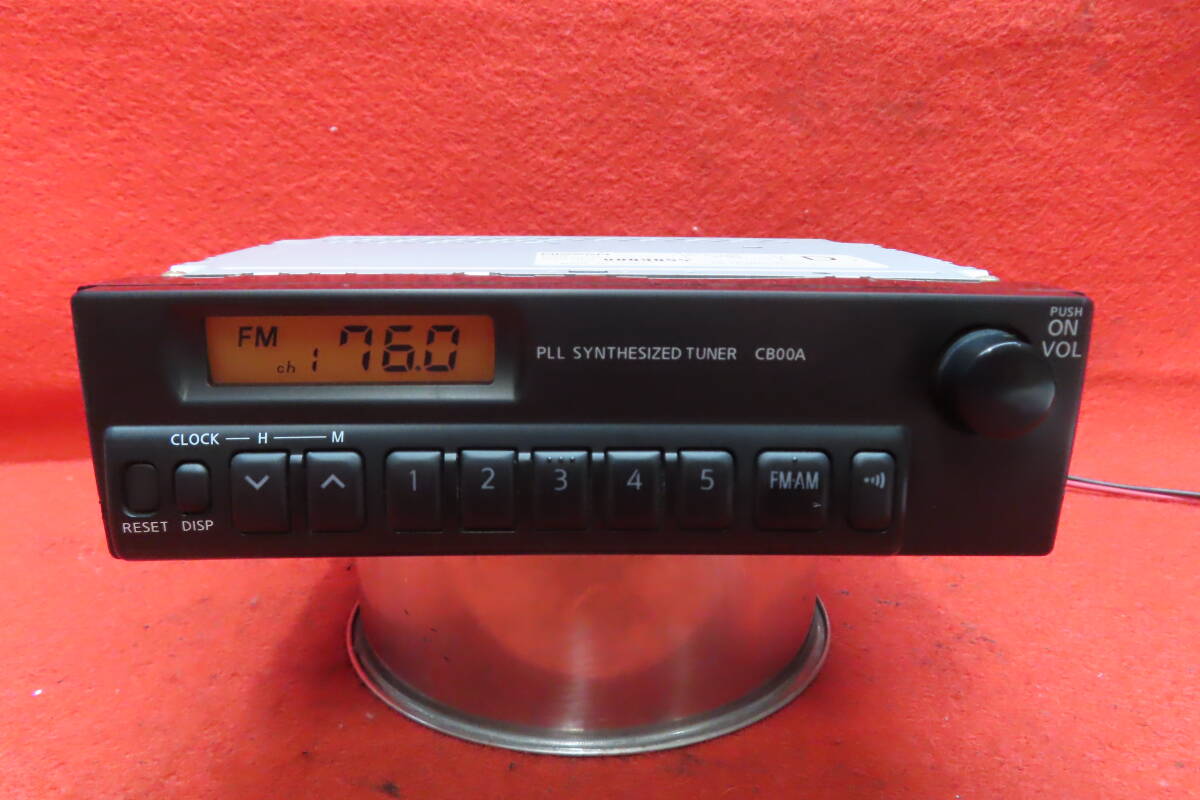 PUSH
ON
VOL
FM
ch 1 76.0
PLL SYNTHESIZED TUNER CB00A
CLOCK H M
1 2 3 4 5 FM·AM
RESET DISP